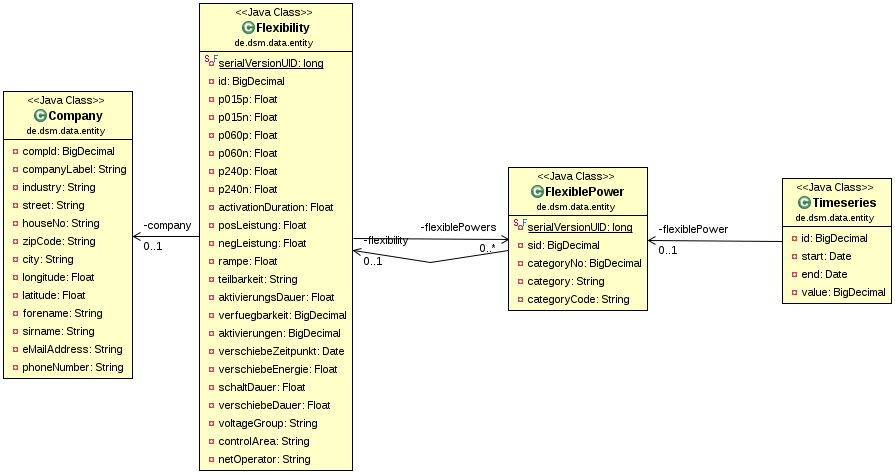 <<Java Class>>
Company
de.dsm.data.entity
compId: BigDecimal
companyLabel: String
industry: String
street: String
houseNo: String
zipCode: String
city: String
longitude: Float
latitude: Float
forename: String
sirname: String
eMailAddress: String
phoneNumber: String
-company
0..1
<<Java Class>>
Flexibility
de.dsm.data.entity
serialVersionUID: long
id: BigDecimal
p015p: Float
p015n: Float
p060p: Float
p060n: Float
p240p: Float
p240n: Float
activationDuration: Float
posLeistung: Float
negLeistung: Float
rampe: Float
teilbarkeit: String
aktivierungsDauer: Float
verfuegbarkeit: BigDecimal
aktivierungen: BigDecimal
verschiebeZeitpunkt: Date
verschiebeEnergie: Float
schaltDauer: Float
verschiebeDauer: Float
voltageGroup: String
controlArea: String
netOperator: String
-flexiblePowers
-flexibility
0..*
0..1
<<Java Class>>
FlexiblePower
de.dsm.data.entity
serialVersionUID: long
sid: BigDecimal
categoryNo: BigDecimal
category: String
categoryCode: String
-flexiblePower
0..1
<<Java Class>>
Timeseries
de.dsm.data.entity
id: BigDecimal
start: Date
end: Date
value: BigDecimal